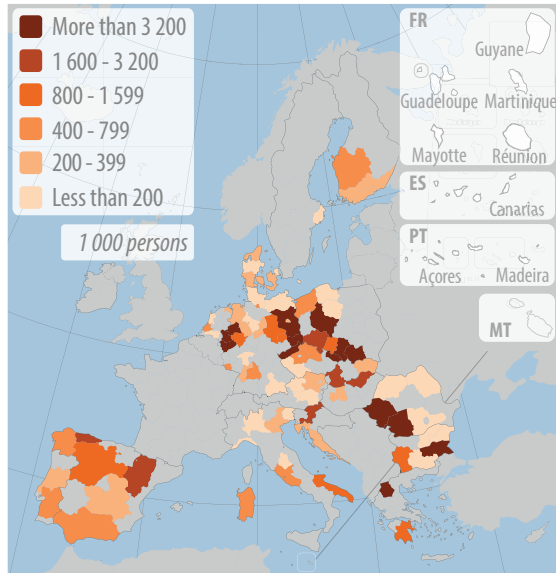 More than 3 200
1 600 - 3 200
800 - 1 599
400 - 799
200 - 399
Less than 200
1 000 persons
FR
Guyane
Guadeloupe
Martinique
Mayotte
Réunion
ES
Canarias
PT
Açores
Madeira
MT